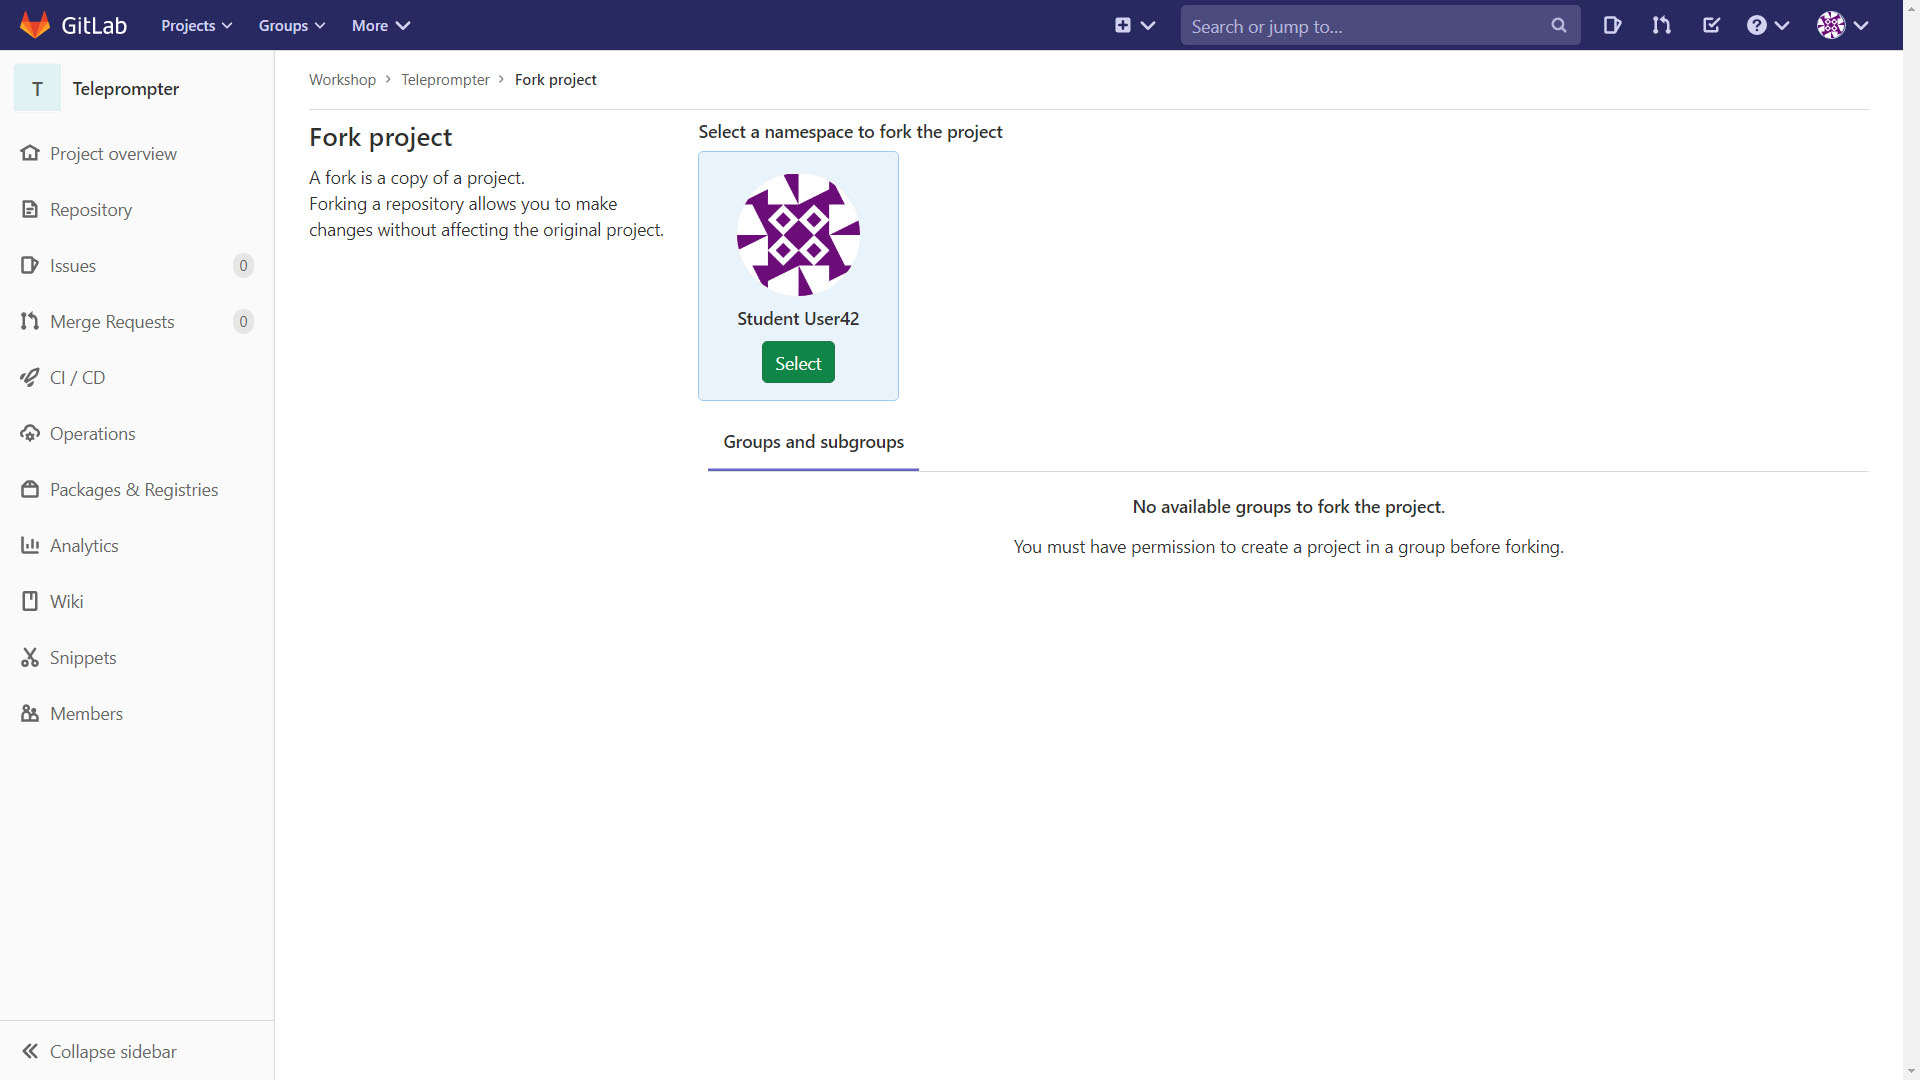 GitLab
Projects
Groups
More
Search or jump to...
T
Teleprompter
Project overview
Repository
Issues
0
Merge Requests
0
CI / CD
Operations
Packages & Registries
Analytics
Wiki
Snippets
Members
Collapse sidebar
Workshop › Teleprompter › Fork project
Fork project
A fork is a copy of a project.
Forking a repository allows you to make
changes without affecting the original project.
Select a namespace to fork the project
Student User42
Select
Groups and subgroups
No available groups to fork the project.
You must have permission to create a project in a group before forking.